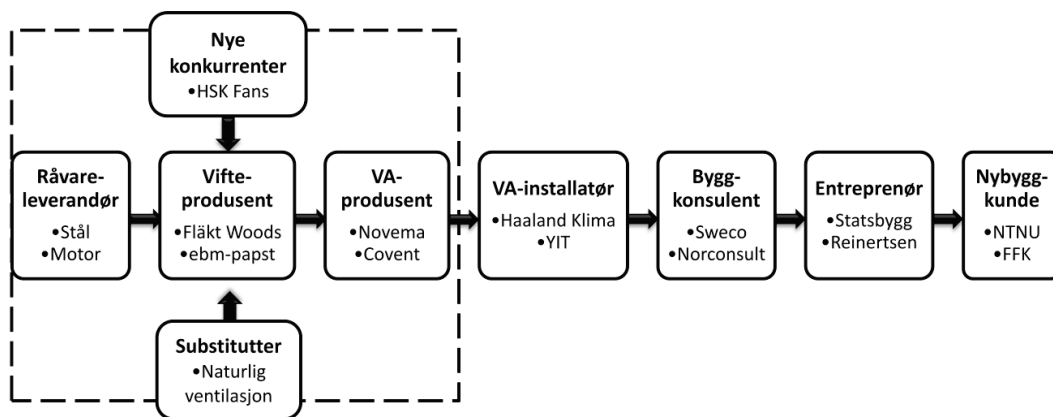 Nye
konkurrenter
•HSK Fans
Råvare-
leverandør
•Stål
•Motor
Vifte-
produsent
•Fläkt Woods
•ebm-papst
VA-
produsent
•Novema
•Covent
VA-installatør
•Haaland Klima
•YIT
Bygg-
konsulent
•Sweco
•Norconsult
Entreprenør
•Statsbygg
•Reinertsen
Nybygg-
kunde
•NTNU
•FFK
Substitutter
•Naturlig
ventilasjon